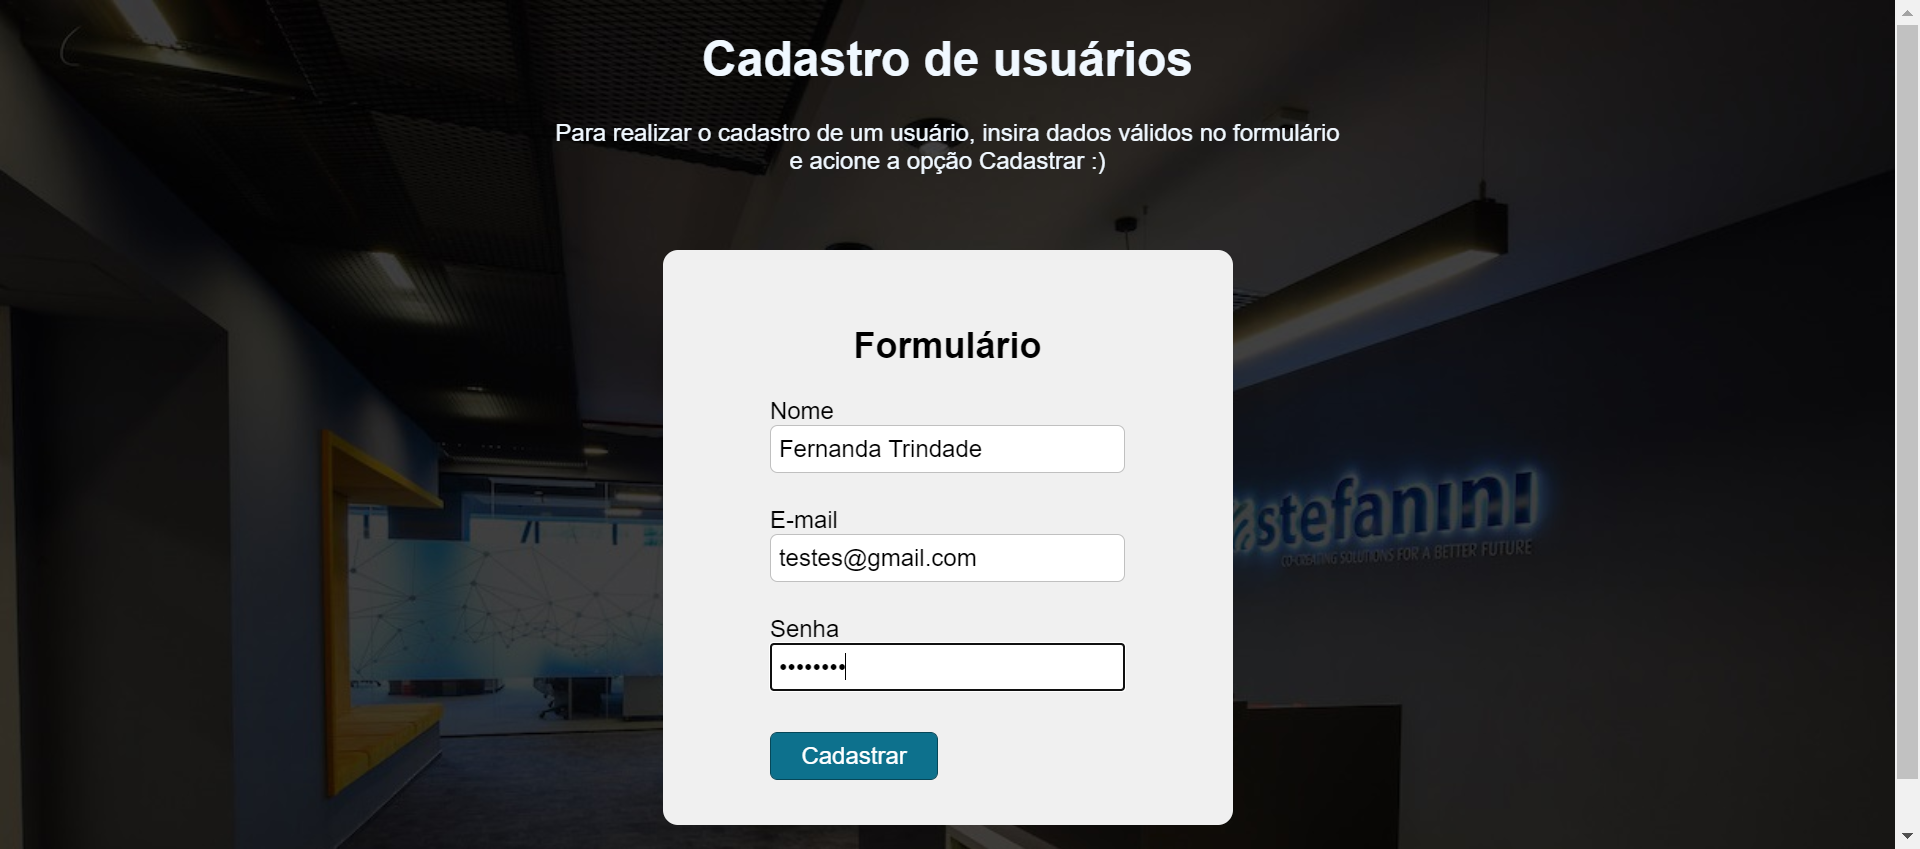 Cadastro de usuários
Para realizar o cadastro de um usuário, insira dados válidos no formulário
e acione a opção Cadastrar :)
Formulário
Nome
Fernanda Trindade
E-mail
testes@gmail.com
Senha
••••••••
Cadastrar
stefanini
CO-CREATING SOLUTIONS FOR A BETTER FUTURE